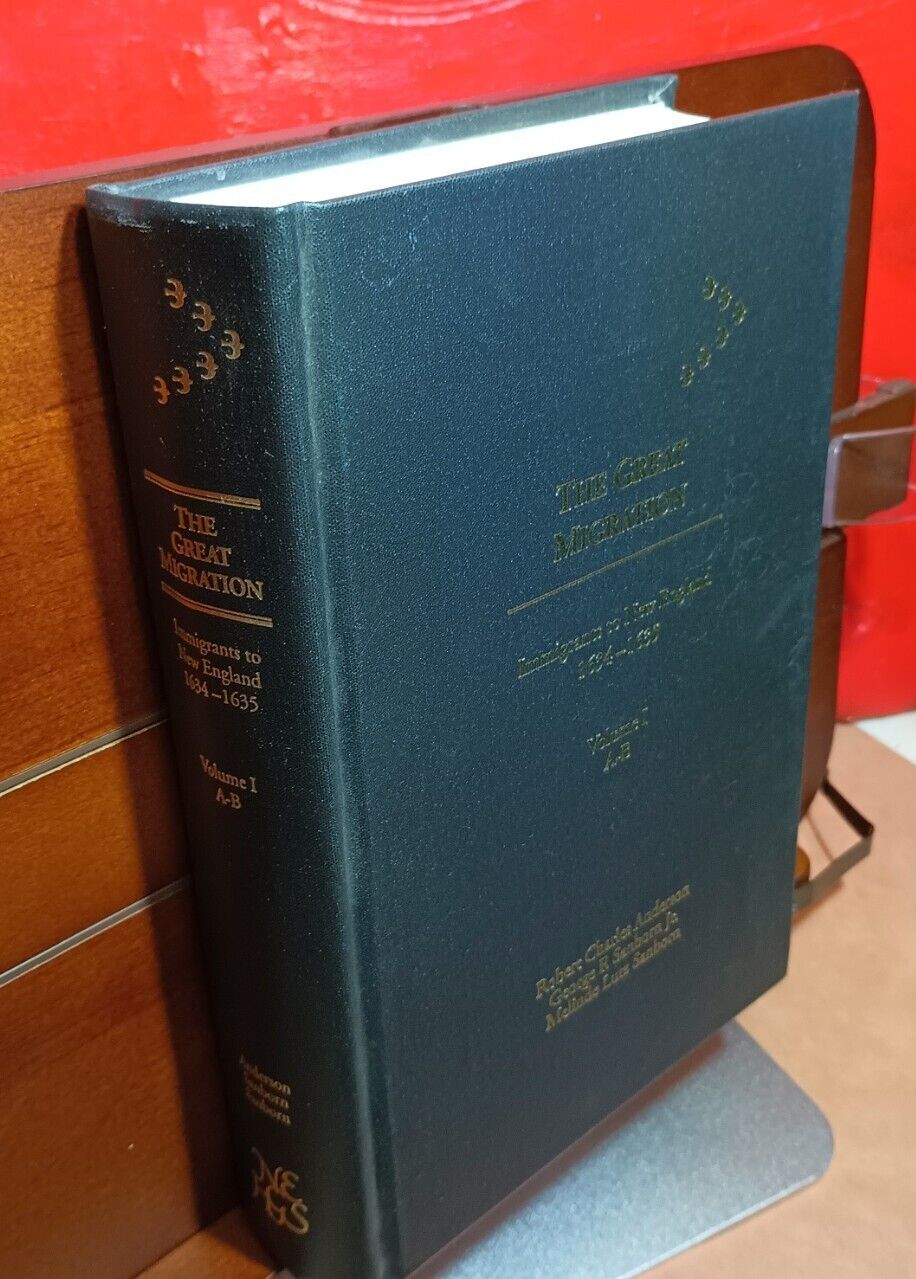 THE
GREAT
MIGRATION
Immigrants to
New England
1634–1635
Volume I
A-B
Anderson
Sanborn
Sanborn
NE
HGS
THE GREAT
MIGRATION
Immigrants to New England
1634–1635
Volume I
A-B
Robert Charles Anderson
George F. Sanborn Jr.
Melinde Lutz Sanborn